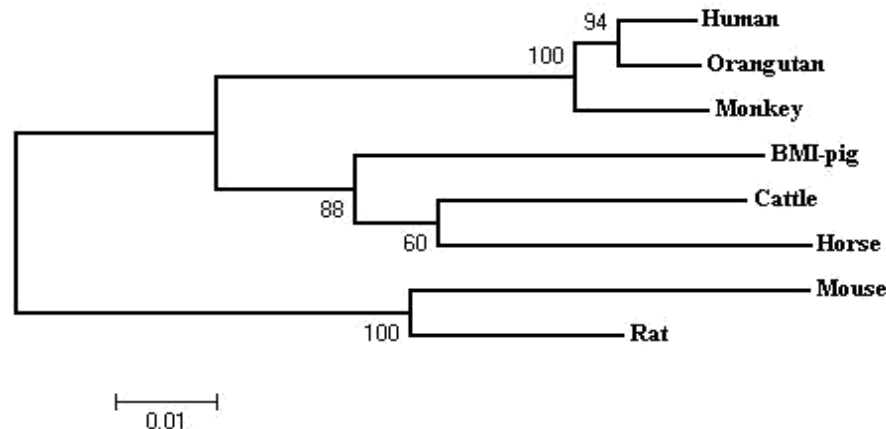 94
Human
100
Orangutan
Monkey
BMI-pig
88
Cattle
60
Horse
Mouse
100
Rat
0.01